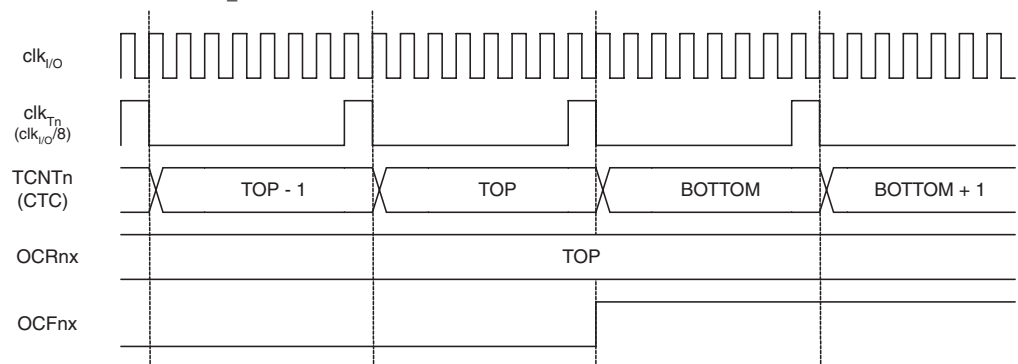 clkI/O
clkTn
(clkI/O/8)
TCNTn
(CTC)
TOP - 1
TOP
BOTTOM
BOTTOM + 1
OCRnx
TOP
OCFnx